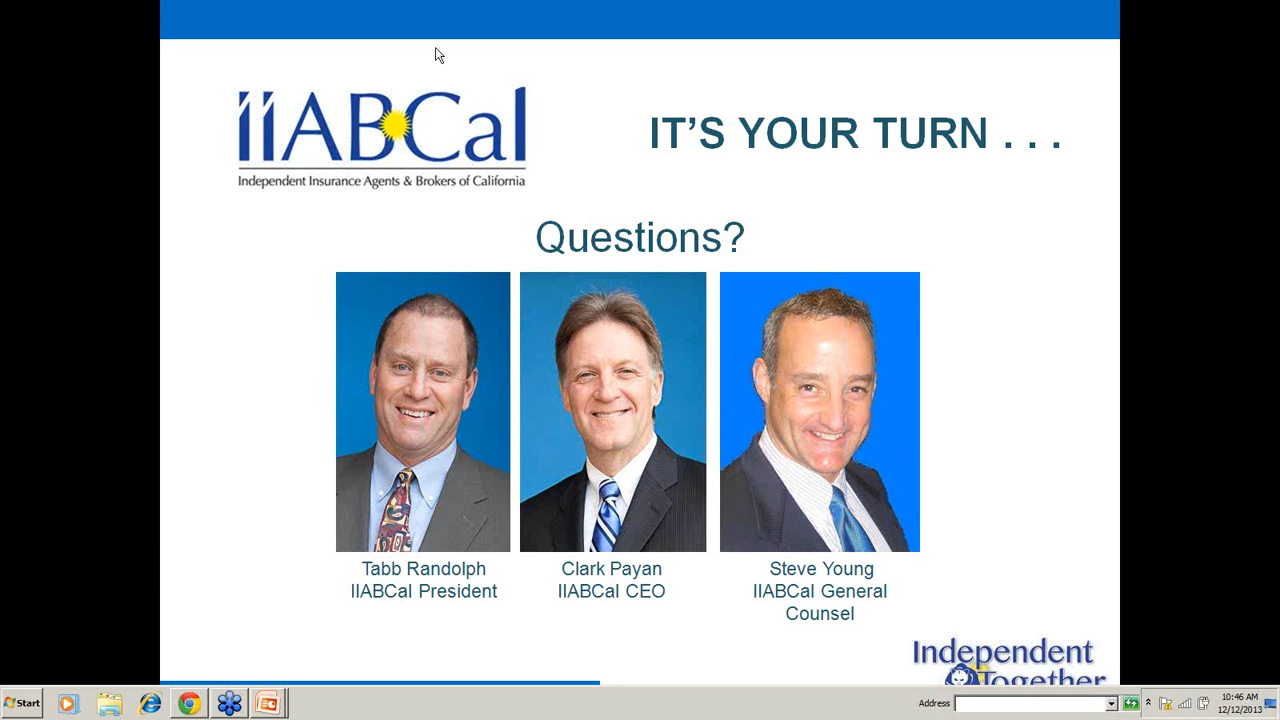 iiABCal
Independent Insurance Agents & Brokers of California
IT’S YOUR TURN . . .
Questions?
Tabb Randolph
IIABCal President
Clark Payan
IIABCal CEO
Steve Young
IIABCal General
Counsel
Independent
Together
Start
Address
10:46 AM
12/12/2013